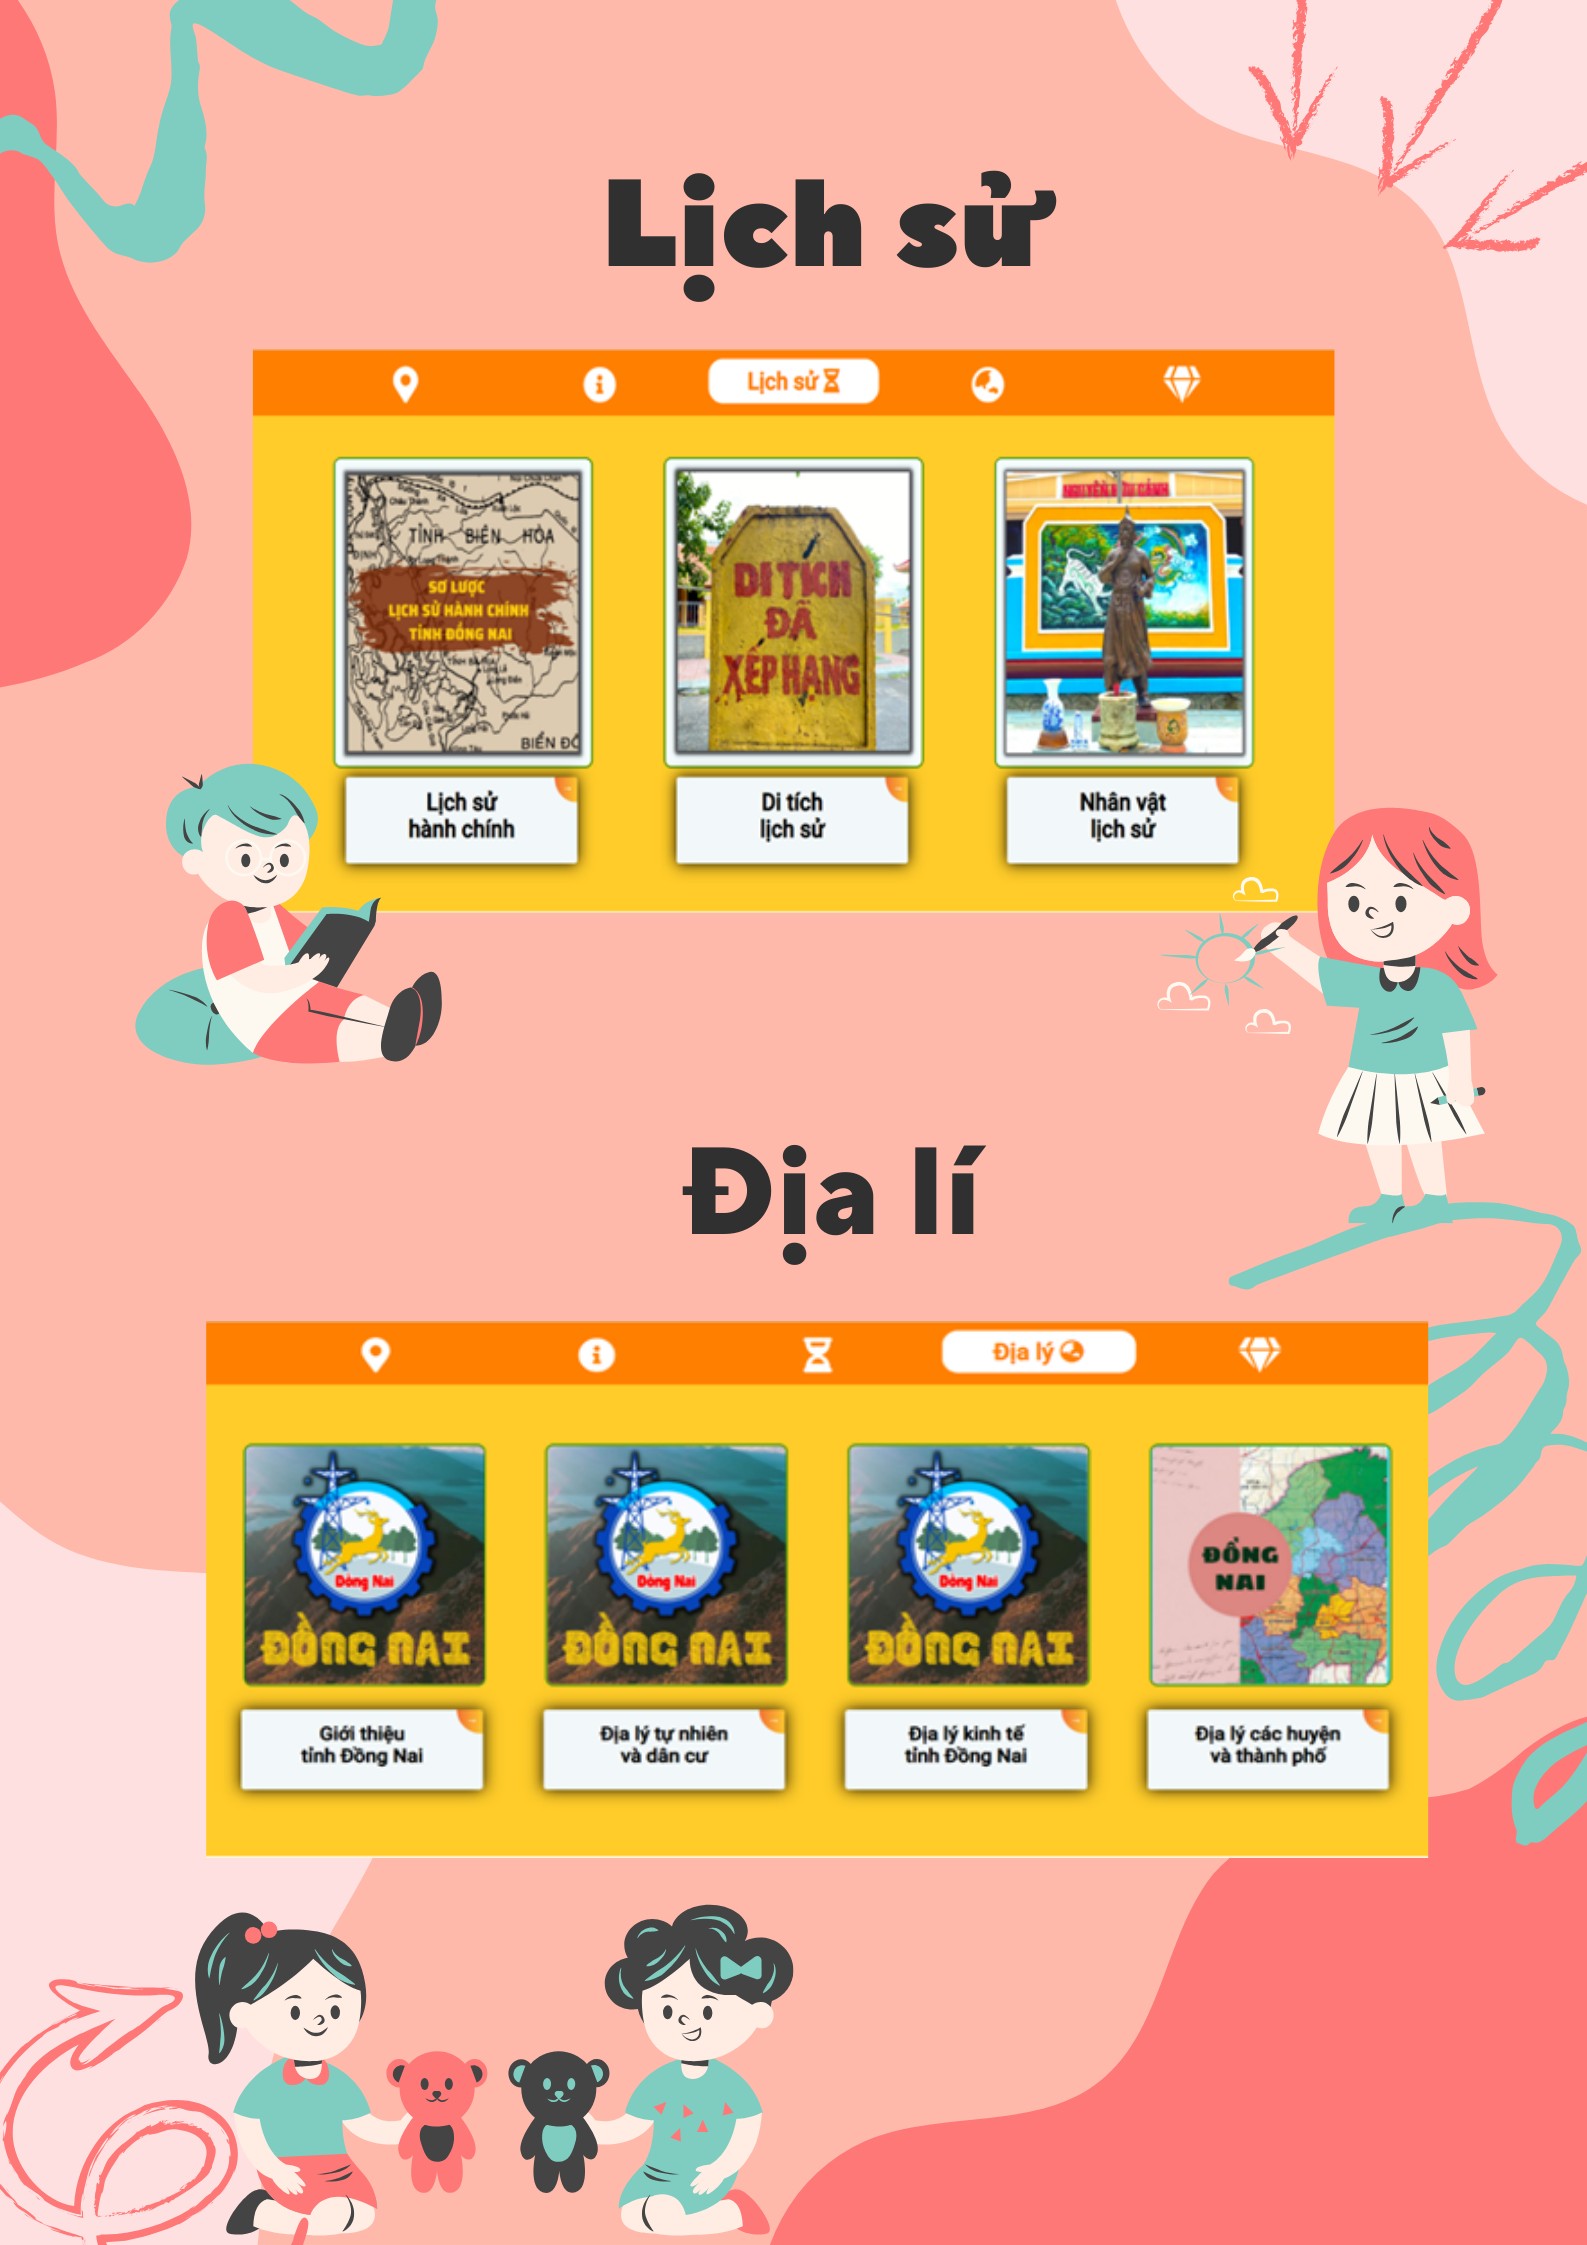 Lịch sử
Lịch sử
TỈNH BIÊN HÒA
SƠ LƯỢC
LỊCH SỬ HÀNH CHÍNH
TỈNH ĐỒNG NAI
BIỂN ĐÔ
DI TÍCH
ĐÃ
XẾP HẠNG
NGUYỄN HỮU CẢNH
Lịch sử
hành chính
Di tích
lịch sử
Nhân vật
lịch sử
Địa lí
Địa lý
Đồng Nai
ĐỒNG NAI
Đồng Nai
ĐỒNG NAI
Đồng Nai
ĐỒNG NAI
ĐỒNG
NAI
Giới thiệu
tỉnh Đồng Nai
Địa lý tự nhiên
và dân cư
Địa lý kinh tế
tỉnh Đồng Nai
Địa lý các huyện
và thành phố